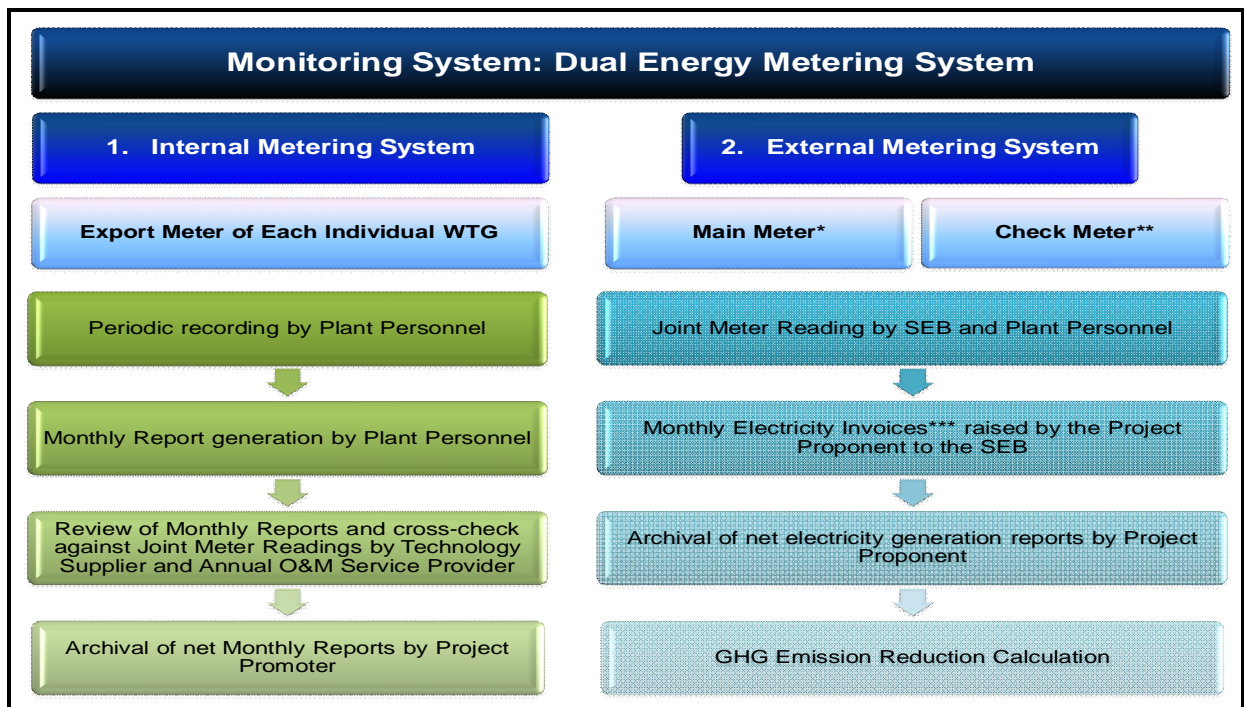 Monitoring System: Dual Energy Metering System
1. Internal Metering System
Export Meter of Each Individual WTG
Periodic recording by Plant Personnel
Monthly Report generation by Plant Personnel
Review of Monthly Reports and cross-check
against Joint Meter Readings by Technology
Supplier and Annual O&M Service Provider
Archival of net Monthly Reports by Project
Promoter
2. External Metering System
Main Meter*
Check Meter**
Joint Meter Reading by SEB and Plant Personnel
Monthly Electricity Invoices*** raised by the Project
Proponent to the SEB
Archival of net electricity generation reports by Project
Proponent
GHG Emission Reduction Calculation